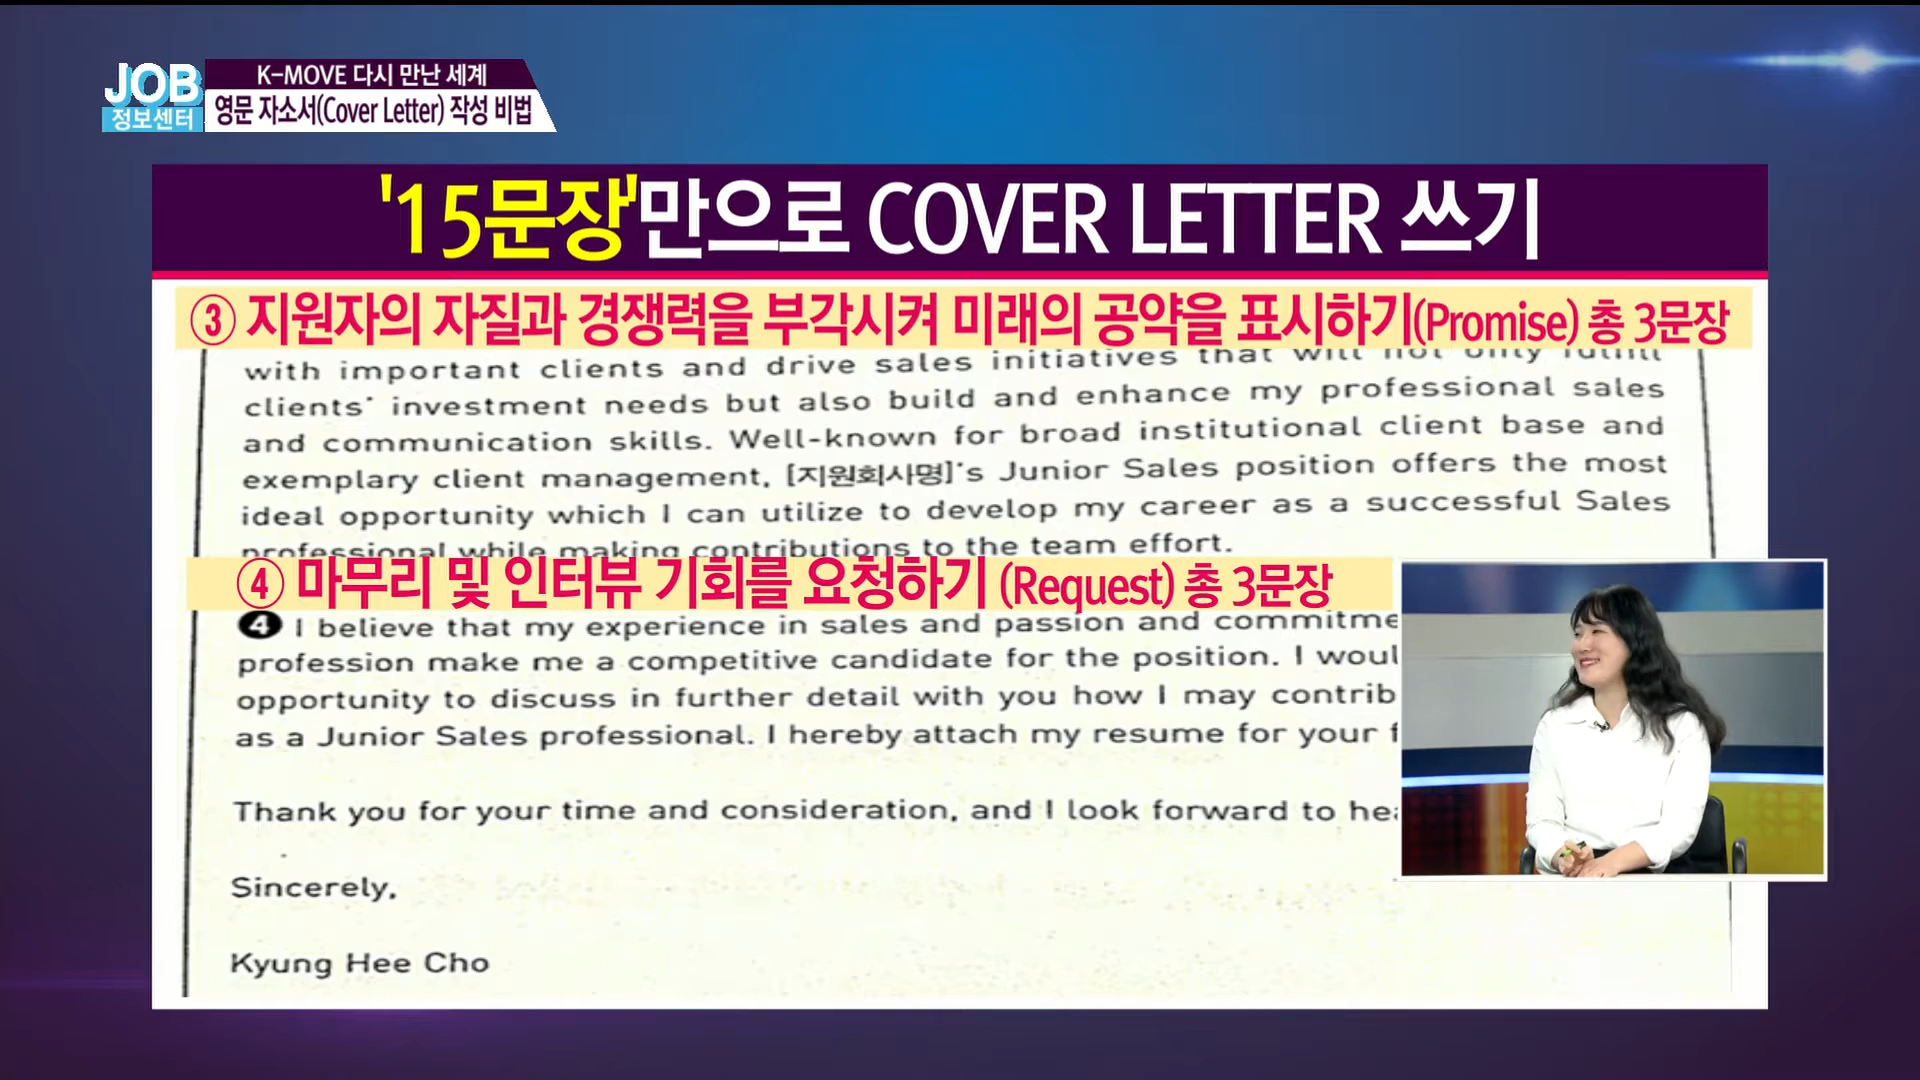 JOB
정보센터
K-MOVE 다시 만난 세계
영문 자소서(Cover Letter) 작성 비법
'15문장'만으로 COVER LETTER 쓰기
③ 지원자의 자질과 경쟁력을 부각시켜 미래의 공약을 표시하기(Promise) 총 3문장
with important clients and drive sales initiatives that will not only fulfill
clients' investment needs but also build and enhance my professional sales
and communication skills. Well-known for broad institutional client base and
exemplary client management, [지원회사명]'s Junior Sales position offers the most
ideal opportunity which I can utilize to develop my career as a successful Sales
professional while making contributions to the team effort.
④ 마무리 및 인터뷰 기회를 요청하기 (Request) 총 3문장
4 I believe that my experience in sales and passion and commitme
profession make me a competitive candidate for the position. I woul
opportunity to discuss in further detail with you how I may contrib
as a Junior Sales professional. I hereby attach my resume for your f
Thank you for your time and consideration, and I look forward to hea
Sincerely,
Kyung Hee Cho